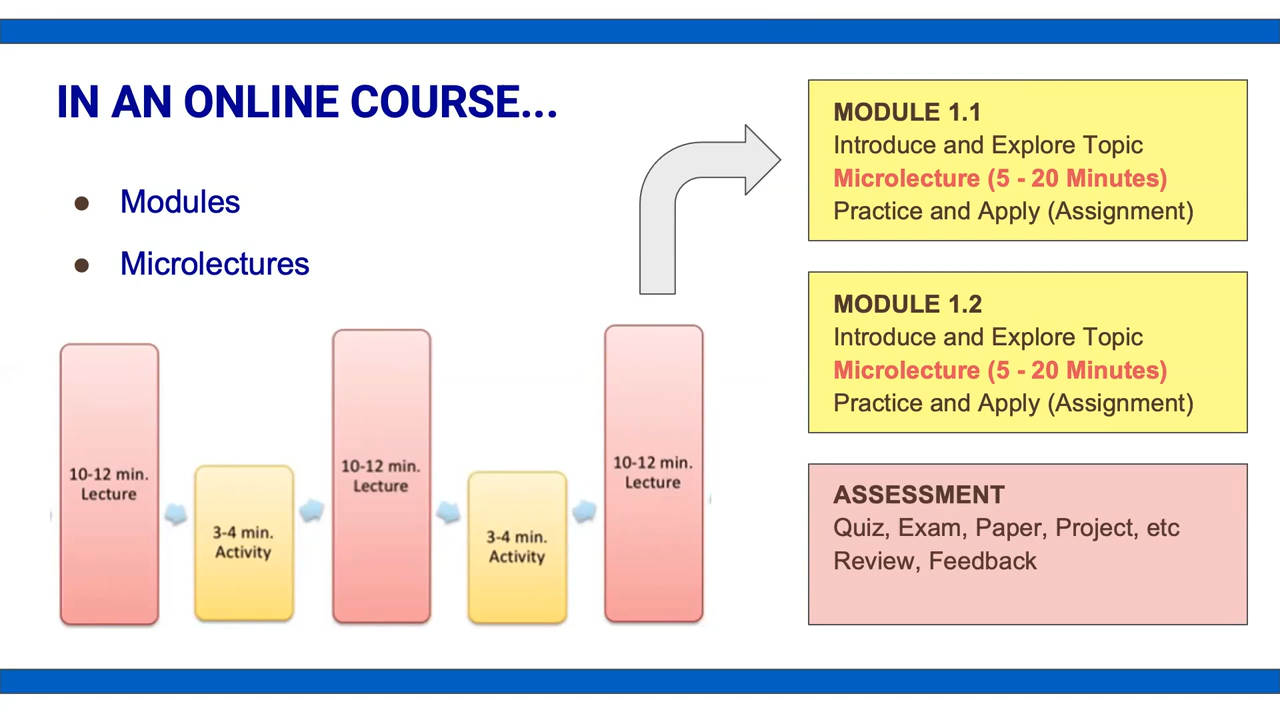 IN AN ONLINE COURSE...
● Modules
● Microlectures
10-12 min.
Lecture
3-4 min.
Activity
10-12 min.
Lecture
3-4 min.
Activity
10-12 min.
Lecture
MODULE 1.1
Introduce and Explore Topic
Microlecture (5 - 20 Minutes)
Practice and Apply (Assignment)
MODULE 1.2
Introduce and Explore Topic
Microlecture (5 - 20 Minutes)
Practice and Apply (Assignment)
ASSESSMENT
Quiz, Exam, Paper, Project, etc
Review, Feedback